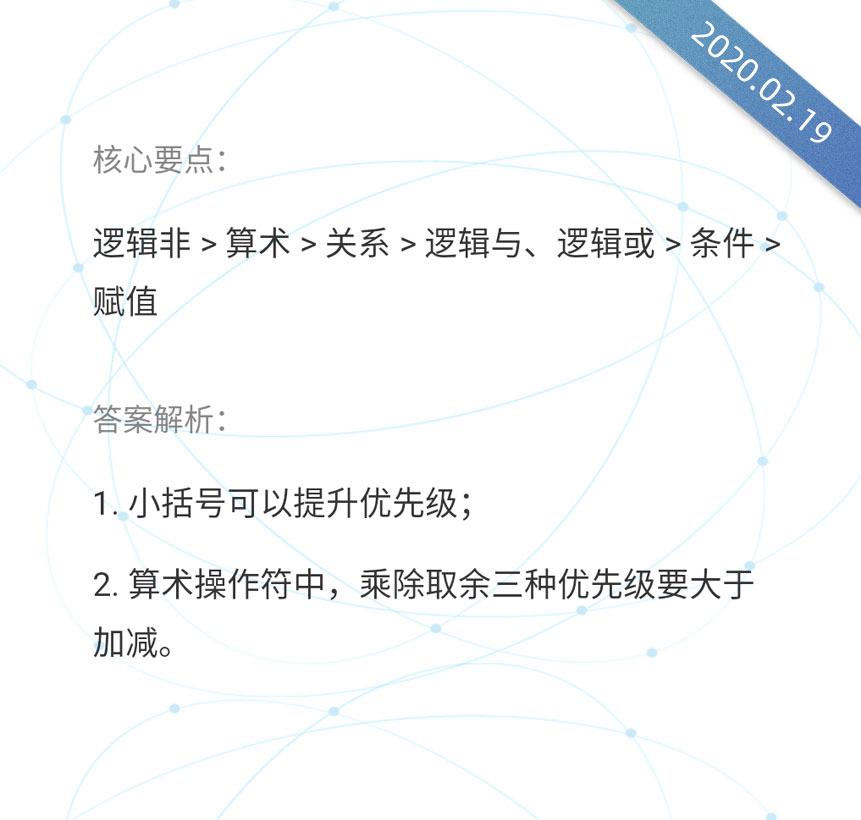 2020.02.19
核心要点：
逻辑非 > 算术 > 关系 > 逻辑与、逻辑或 > 条件 >
赋值
答案解析：
1. 小括号可以提升优先级；
2. 算术操作符中，乘除取余三种优先级要大于
加减。